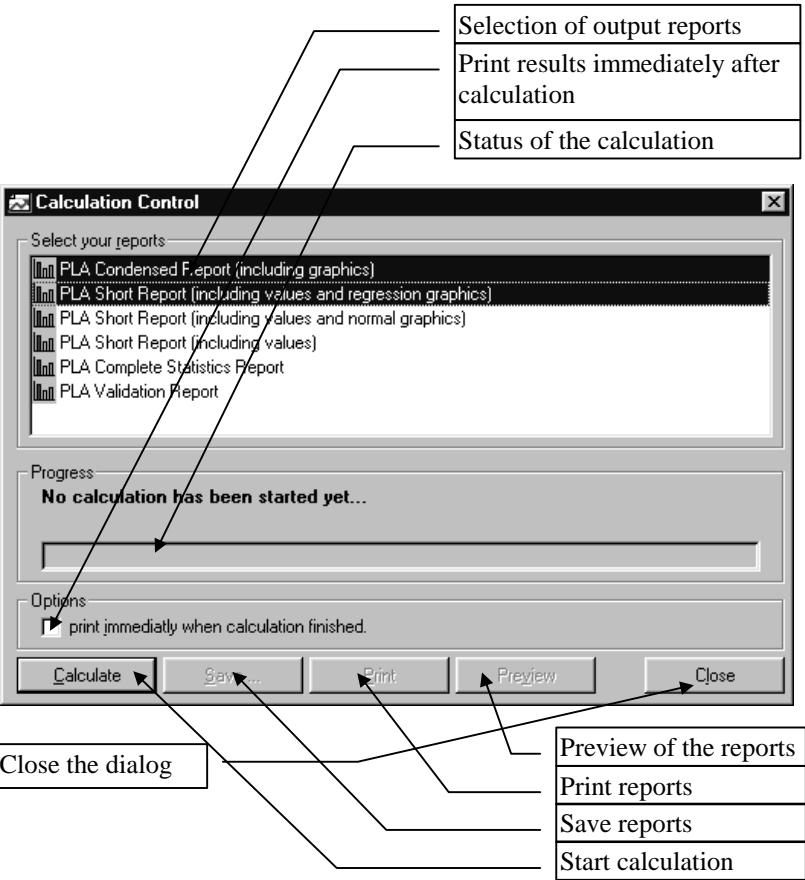 Selection of output reports
Print results immediately after
calculation
Status of the calculation
Calculation Control
Select your reports
PLA Condensed Report (including graphics)
PLA Short Report (including values and regression graphics)
PLA Short Report (including values and normal graphics)
PLA Short Report (including values)
PLA Complete Statistics Report
PLA Validation Report
Progress
No calculation has been started yet...
Options
print immediatly when calculation finished.
Calculate
Save...
Print
Preview
Close
Close the dialog
Preview of the reports
Print reports
Save reports
Start calculation